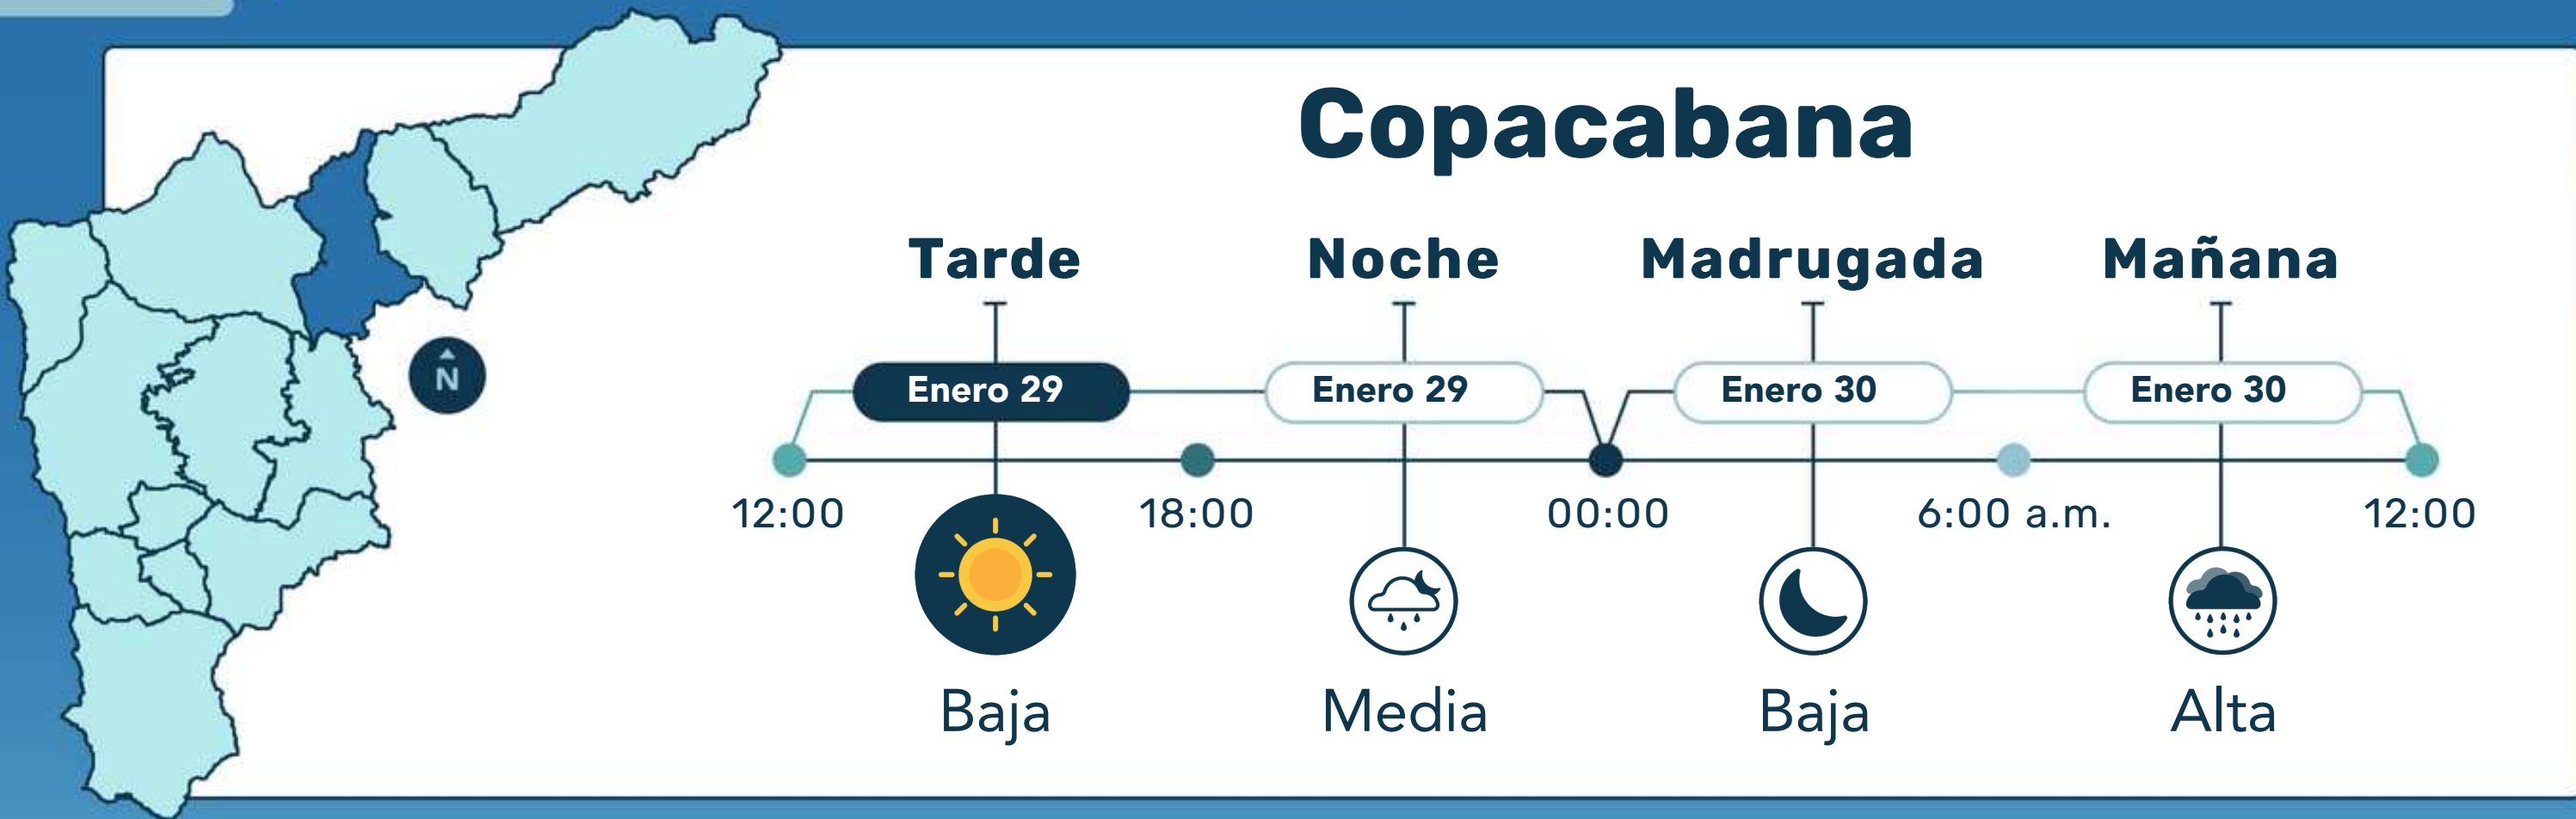 Copacabana
Tarde Noche Madrugada Mañana
Enero 29 Enero 29 Enero 30 Enero 30
N
12:00 18:00 00:00 6:00 a.m. 12:00
Baja Media Baja Alta